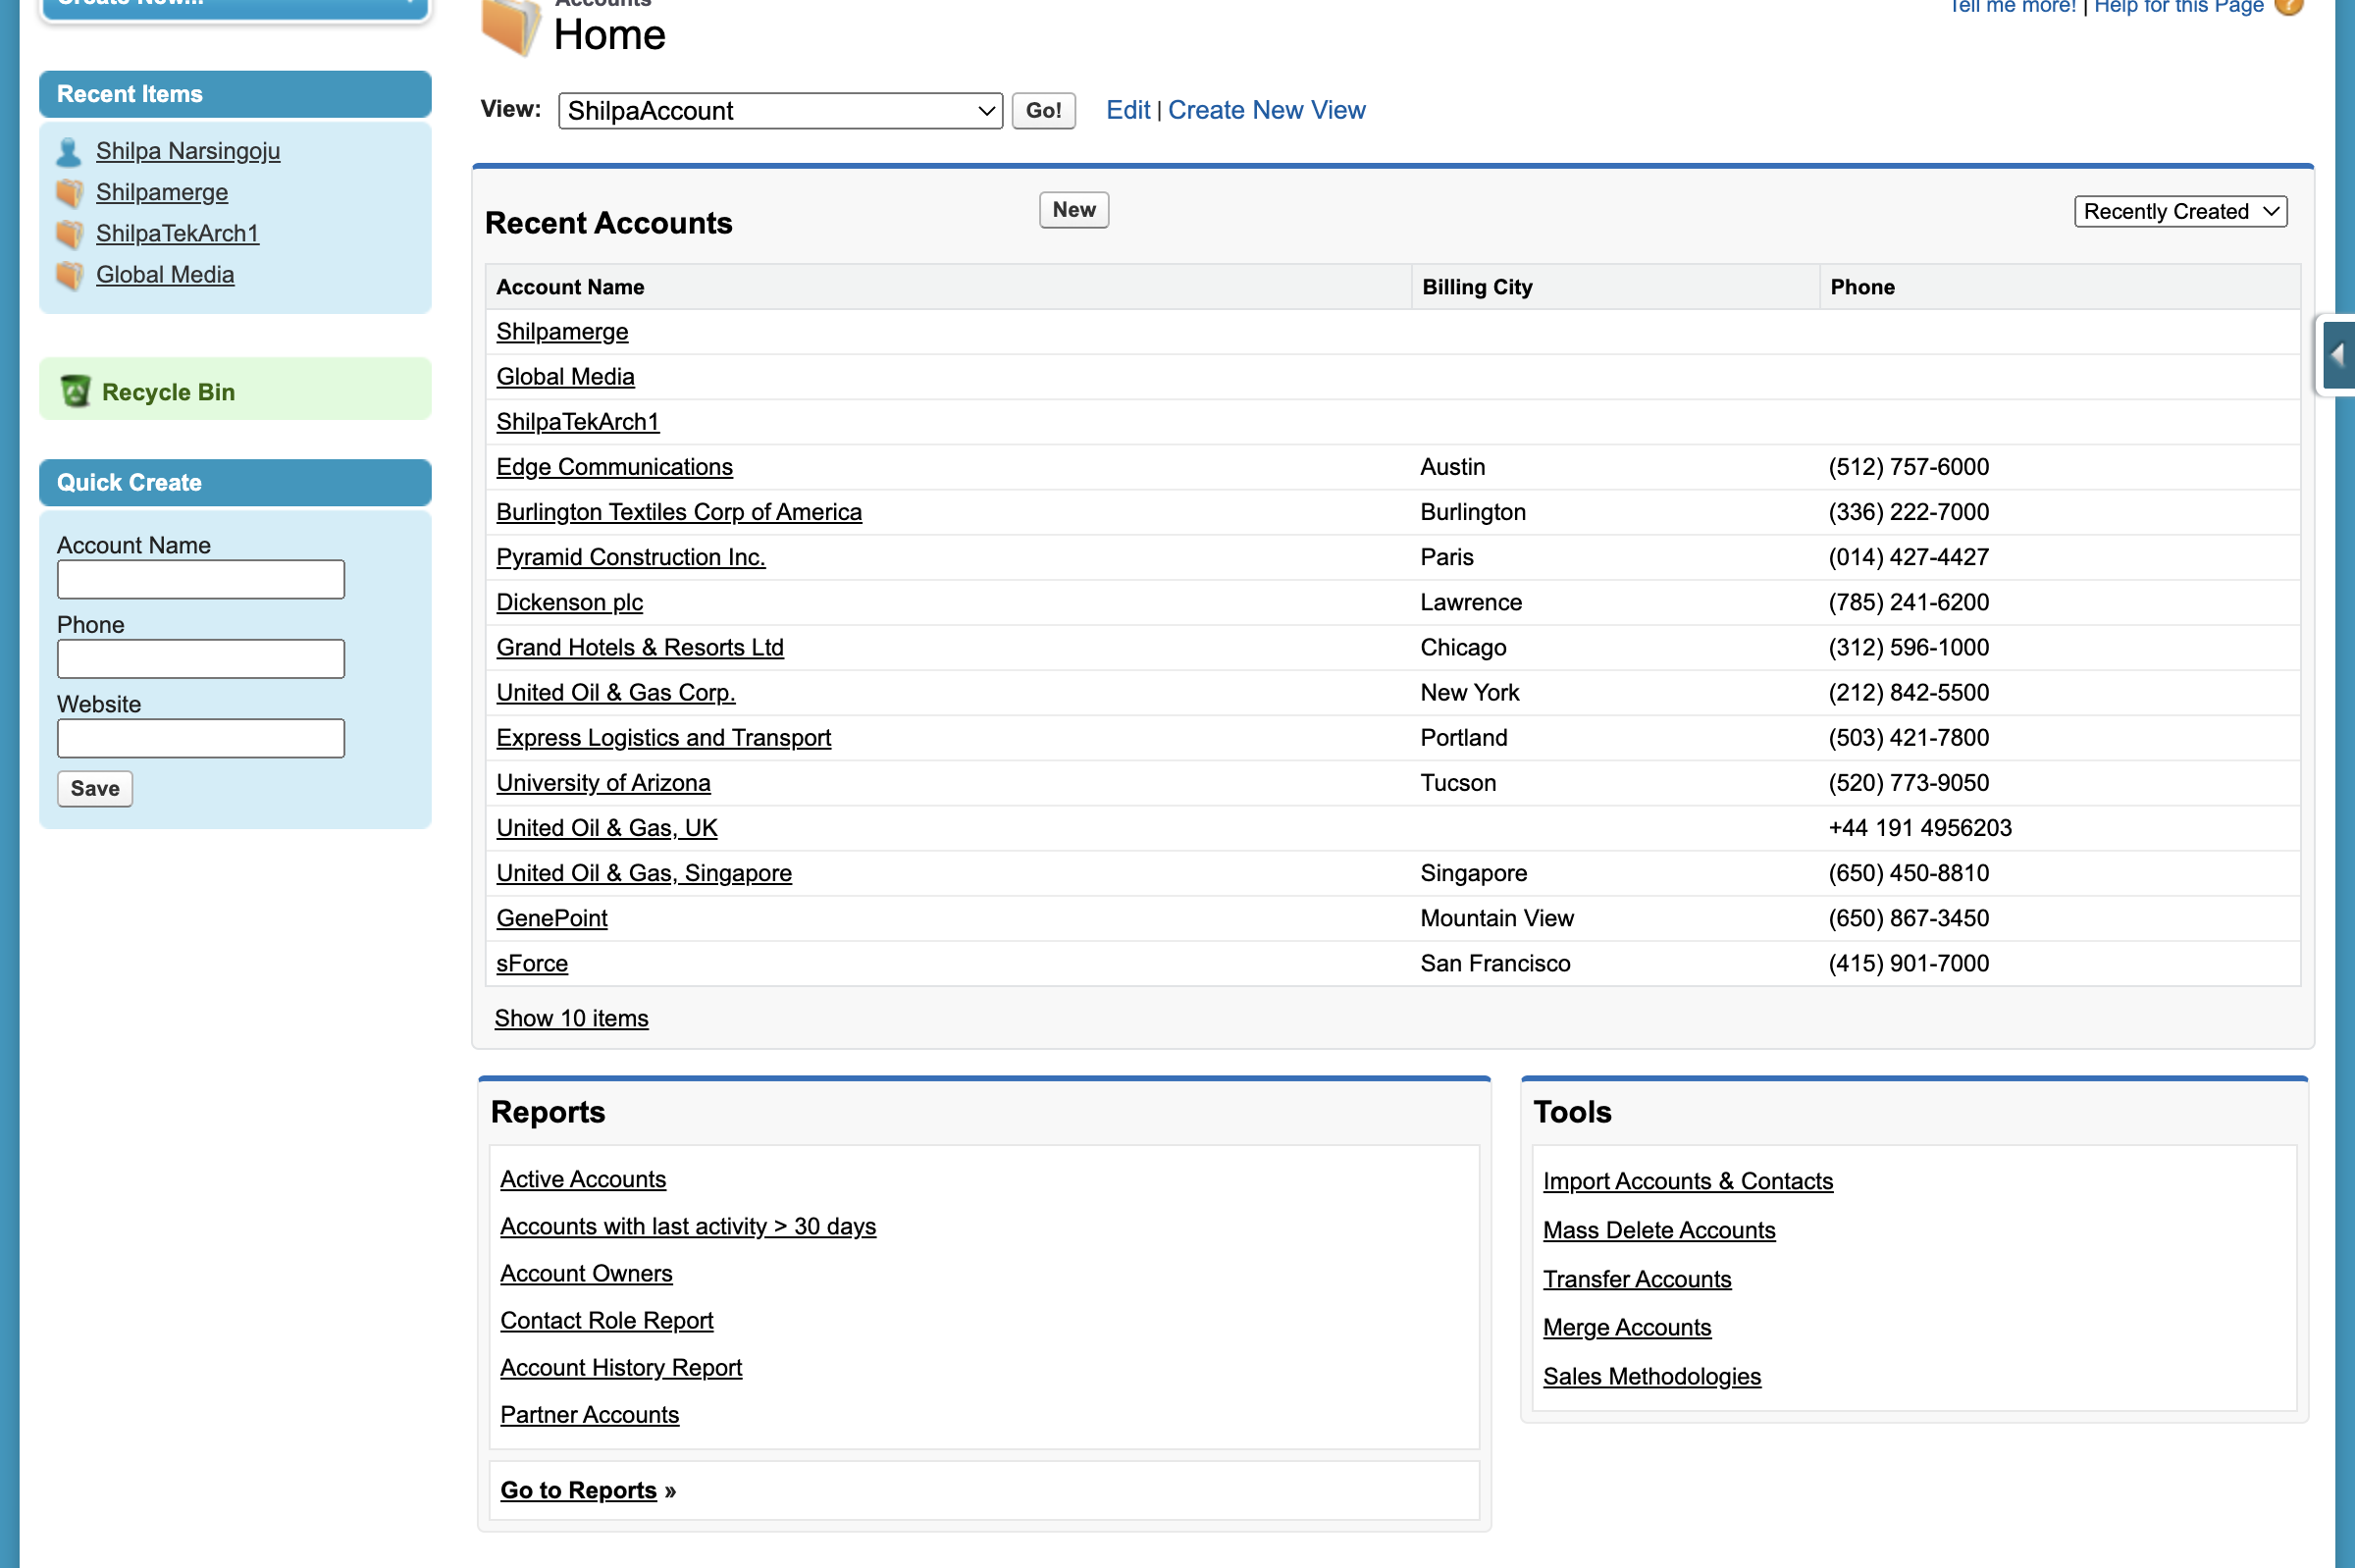 Create New...
Recent Items
Shilpa Narsingoju
Shilpamerge
ShilpaTekArch1
Global Media
Recycle Bin
Quick Create
Account Name
Phone
Website
Save
Accounts
Home
Tell me more! | Help for this Page ?
View: ShilpaAccount Go! Edit | Create New View
Recent Accounts New Recently Created
Account Name Billing City Phone
Shilpamerge
Global Media
ShilpaTekArch1
Edge Communications Austin (512) 757-6000
Burlington Textiles Corp of America Burlington (336) 222-7000
Pyramid Construction Inc. Paris (014) 427-4427
Dickenson plc Lawrence (785) 241-6200
Grand Hotels & Resorts Ltd Chicago (312) 596-1000
United Oil & Gas Corp. New York (212) 842-5500
Express Logistics and Transport Portland (503) 421-7800
University of Arizona Tucson (520) 773-9050
United Oil & Gas, UK +44 191 4956203
United Oil & Gas, Singapore Singapore (650) 450-8810
GenePoint Mountain View (650) 867-3450
sForce San Francisco (415) 901-7000
Show 10 items
Reports
Active Accounts
Accounts with last activity > 30 days
Account Owners
Contact Role Report
Account History Report
Partner Accounts
Go to Reports »
Tools
Import Accounts & Contacts
Mass Delete Accounts
Transfer Accounts
Merge Accounts
Sales Methodologies